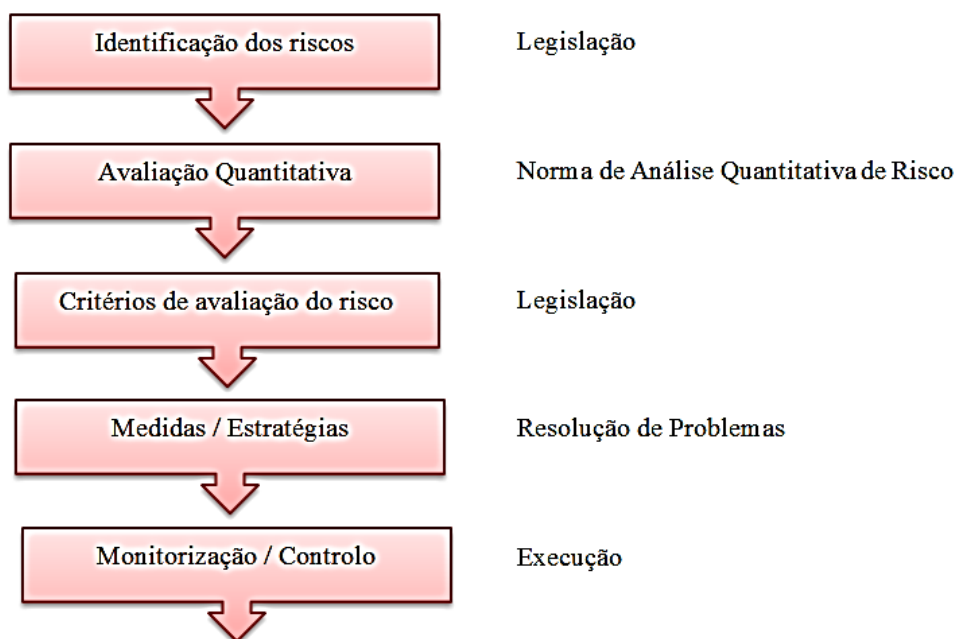 Identificação dos riscos
Legislação
Avaliação Quantitativa
Norma de Análise Quantitativa de Risco
Critérios de avaliação do risco
Legislação
Medidas / Estratégias
Resolução de Problemas
Monitorização / Controlo
Execução